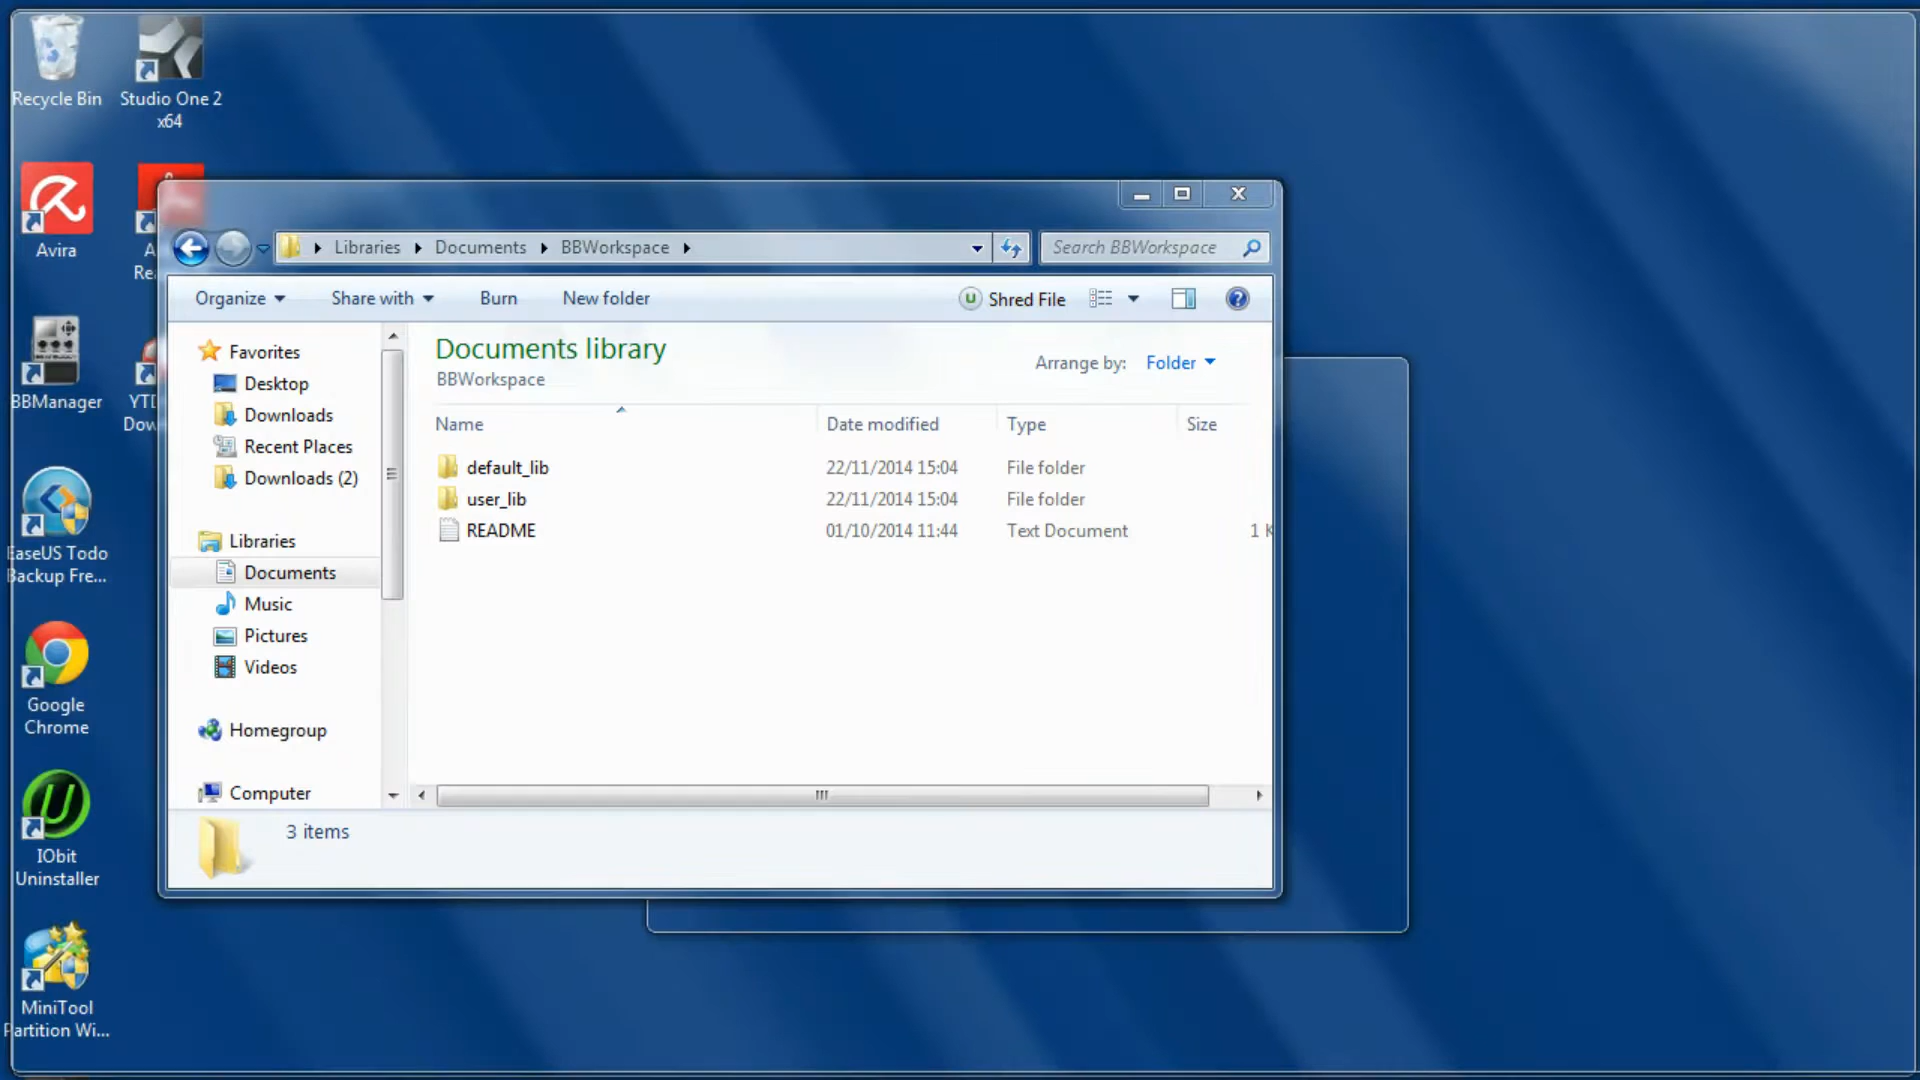 Recycle Bin
Studio One 2
x64
Avira
Re
BBManager
YTD
Dow
EaseUS Todo
Backup Fre...
Google
Chrome
IObit
Uninstaller
MiniTool
Partition Wi...
Libraries
Documents
BBWorkspace
Search BBWorkspace
Organize
Share with
Burn
New folder
Shred File
Favorites
Desktop
Downloads
Recent Places
Downloads (2)
Libraries
Documents
Music
Pictures
Videos
Homegroup
Computer
Documents library
BBWorkspace
Arrange by: Folder
Name Date modified Type Size
default_lib 22/11/2014 15:04 File folder
user_lib 22/11/2014 15:04 File folder
README 01/10/2014 11:44 Text Document 1 K
3 items